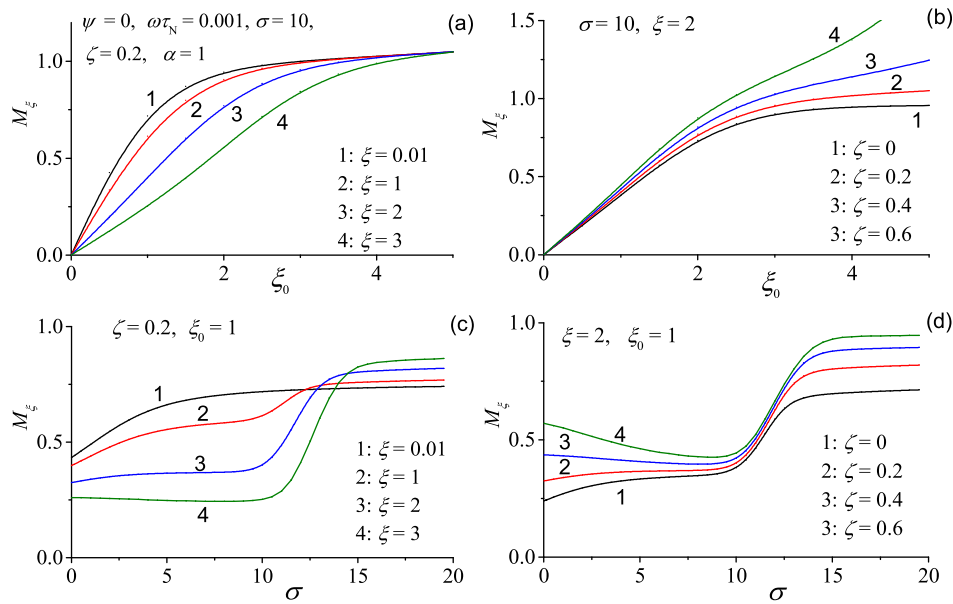 (a)
ψ = 0, ωτN = 0.001, σ = 10,
ζ = 0.2, α = 1
1.0
0.5
0.0
Mξ
1
2
3
4
1: ξ = 0.01
2: ξ = 1
3: ξ = 2
4: ξ = 3
0
2
4
ξ0
(b)
σ = 10, ξ = 2
1.5
1.0
0.5
0.0
Mξ
4
3
2
1
1: ζ = 0
2: ζ = 0.2
3: ζ = 0.4
3: ζ = 0.6
0
1
2
3
4
5
ξ0
(c)
ζ = 0.2, ξ0 = 1
1.0
0.5
0.0
Mξ
1
2
3
4
1: ξ = 0.01
2: ξ = 1
3: ξ = 2
4: ξ = 3
0
5
10
15
20
σ
(d)
ξ = 2, ξ0 = 1
1.0
0.5
0.0
Mξ
4
3
2
1
1: ζ = 0
2: ζ = 0.2
3: ζ = 0.4
3: ζ = 0.6
0
5
10
15
20
σ